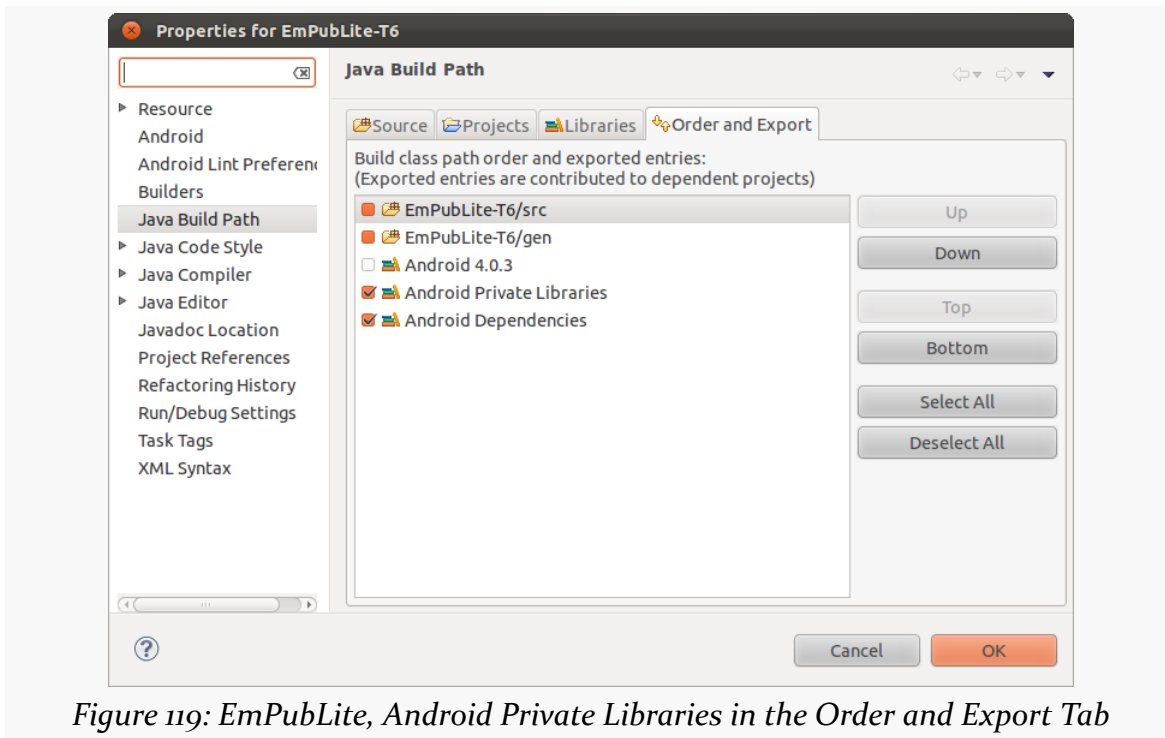 Properties for EmPubLite-T6
Java Build Path
Resource
Android
Android Lint Preferen
Builders
Java Build Path
Java Code Style
Java Compiler
Java Editor
Javadoc Location
Project References
Refactoring History
Run/Debug Settings
Task Tags
XML Syntax
Source Projects Libraries Order and Export
Build class path order and exported entries:
(Exported entries are contributed to dependent projects)
EmPubLite-T6/src
EmPubLite-T6/gen
Android 4.0.3
Android Private Libraries
Android Dependencies
Up
Down
Top
Bottom
Select All
Deselect All
Cancel OK
Figure 119: EmPubLite, Android Private Libraries in the Order and Export Tab